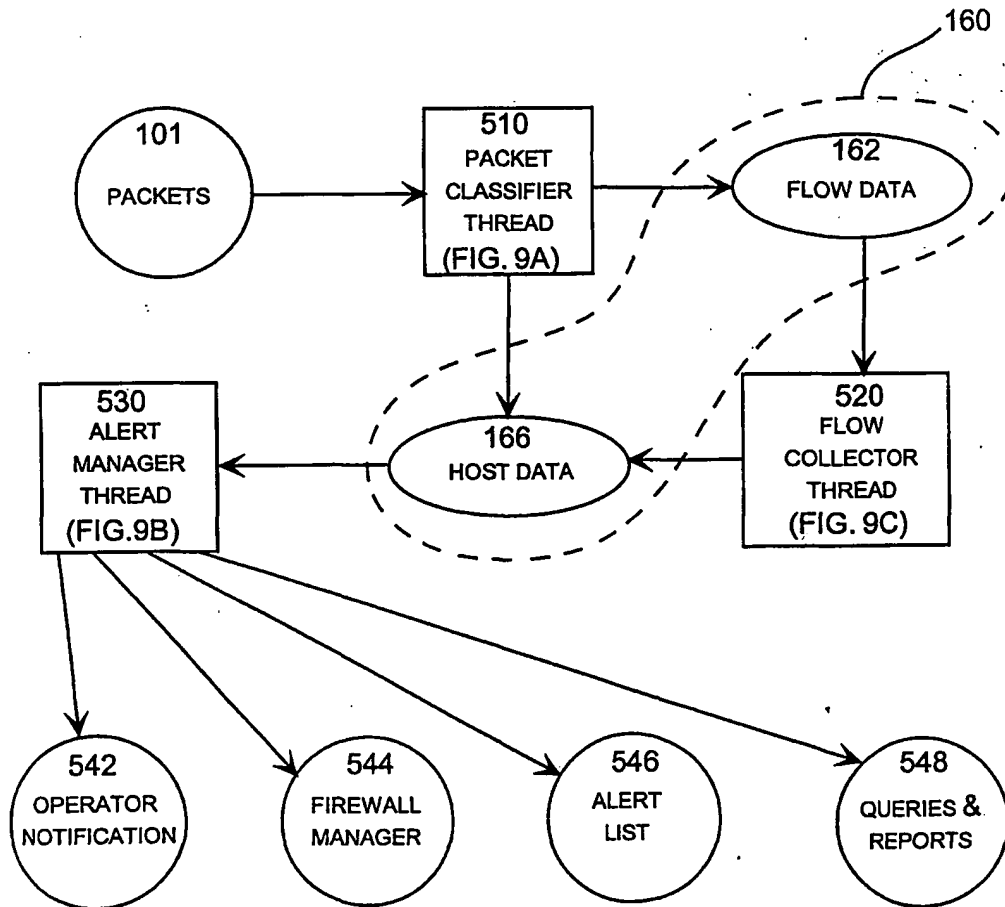 160
101
PACKETS
510
PACKET
CLASSIFIER
THREAD
(FIG. 9A)
162
FLOW DATA
530
ALERT
MANAGER
THREAD
(FIG.9B)
166
HOST DATA
520
FLOW
COLLECTOR
THREAD
(FIG. 9C)
542
OPERATOR
NOTIFICATION
544
FIREWALL
MANAGER
546
ALERT
LIST
548
QUERIES &
REPORTS